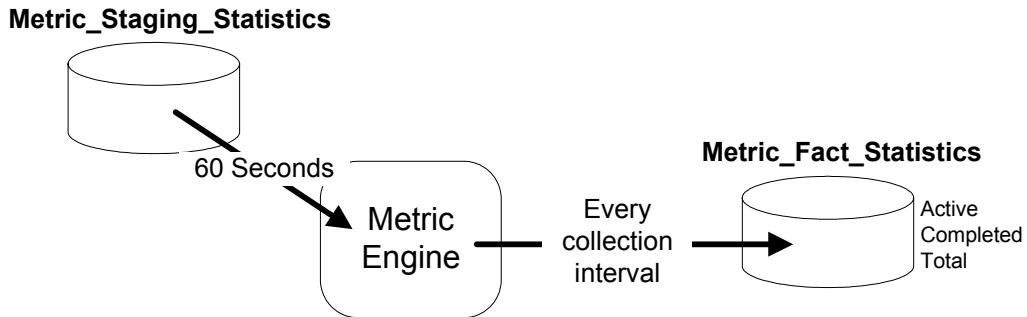 Metric_Staging_Statistics
60 Seconds
Metric
Engine
Every
collection
interval
Metric_Fact_Statistics
Active
Completed
Total